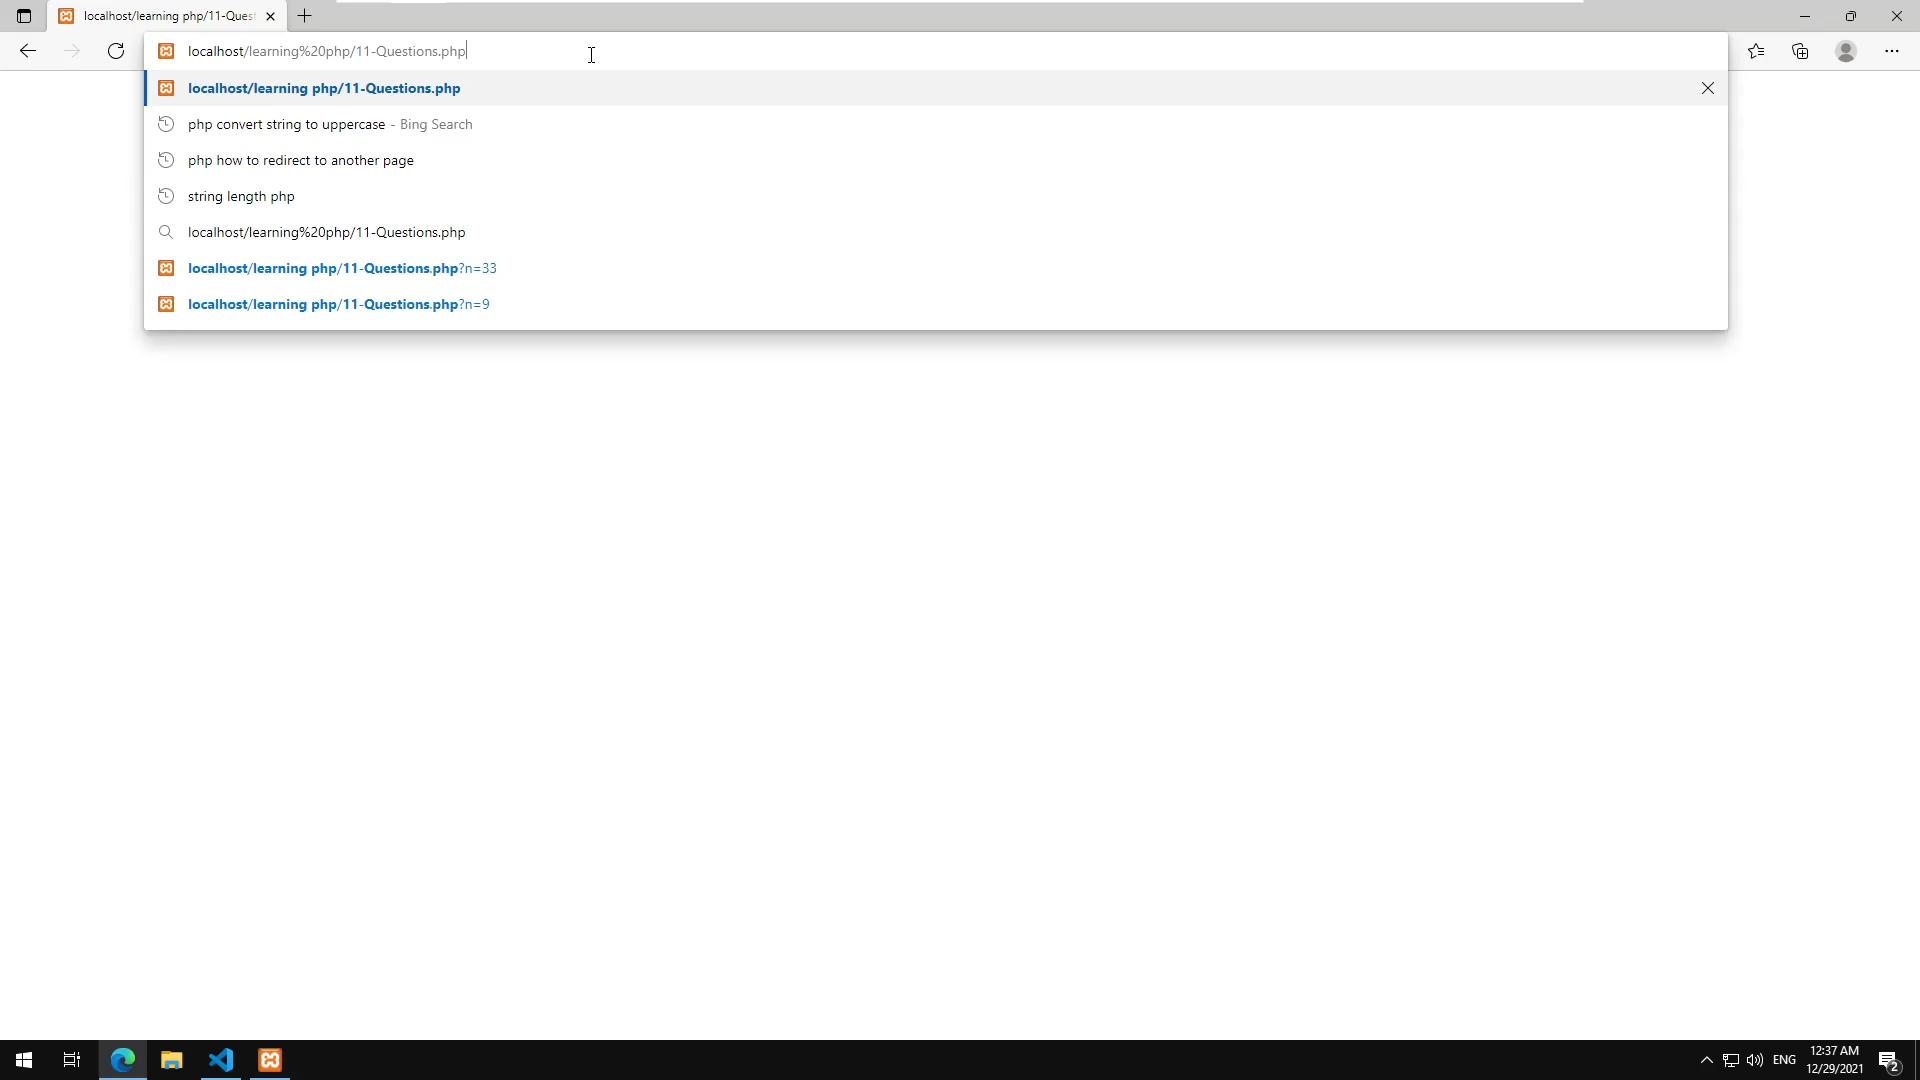 localhost/learning php/11-Ques
localhost/learning%20php/11-Questions.php
localhost/learning php/11-Questions.php
php convert string to uppercase - Bing Search
php how to redirect to another page
string length php
localhost/learning%20php/11-Questions.php
localhost/learning php/11-Questions.php?n=33
localhost/learning php/11-Questions.php?n=9
ENG
12:37 AM
12/29/2021
2